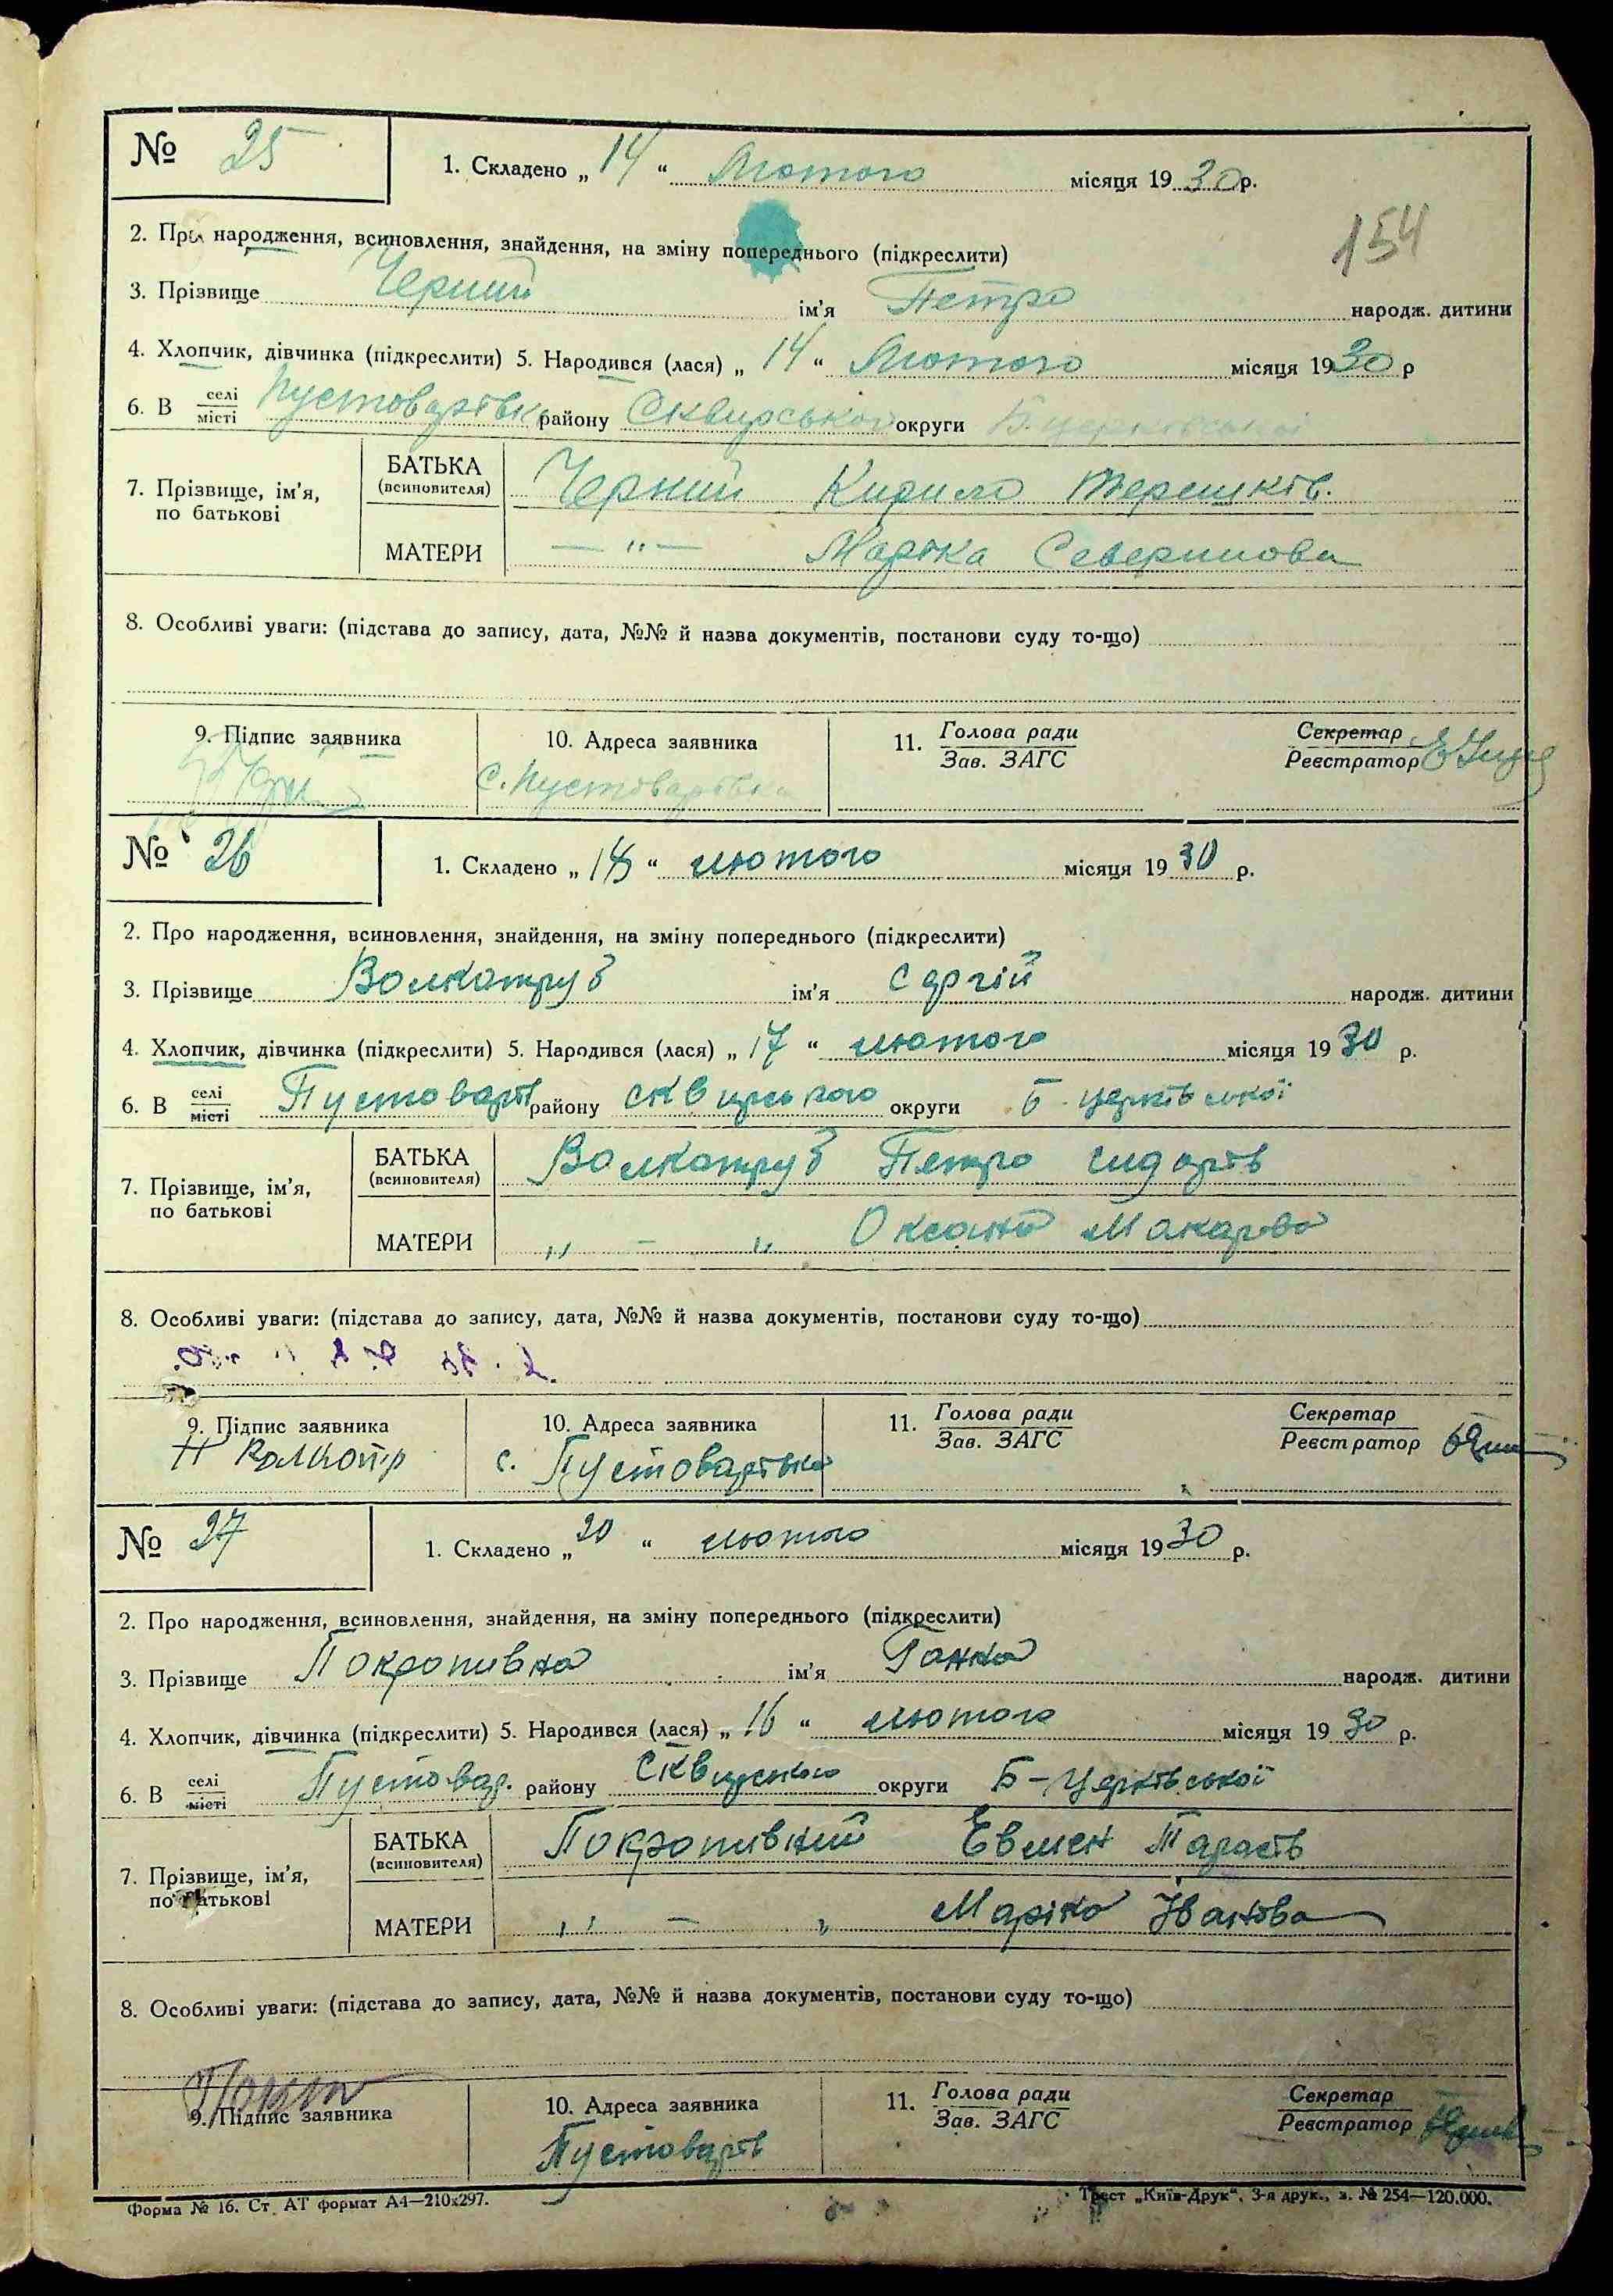 № 25
1. Складено „ 14 “ Лютого місяця 1930 р.
154
2. Про народження, всиновлення, знайдення, на зміну попереднього (підкреслити)
3. Прізвище Черний ім'я Петро народж. дитини
4. Хлопчик, дівчинка (підкреслити) 5. Народився (лася) „ 14 “ Лютого місяця 1930 р
6. В селі місті Пустоварівк району Сквирського округи Б. церковської
7. Прізвище, ім'я, по батькові
БАТЬКА (всиновителя) Черний Кирило Терешків.
МАТЕРИ — „ — Марька Северинова
8. Особливі уваги: (підстава до запису, дата, №№ й назва документів, постанови суду то-що)
9. Підпис заявника
10. Адреса заявника
11. Голова ради Зав. ЗАГС
Секретар Реєстратор
с. Пустоварівка
№ 26
1. Складено „ 18 “ лютого місяця 1930 р.
2. Про народження, всиновлення, знайдення, на зміну попереднього (підкреслити)
3. Прізвище Волкотруб ім'я Сергій народж. дитини
4. Хлопчик, дівчинка (підкреслити) 5. Народився (лася) „ 17 “ лютого місяця 1930 р.
6. В селі місті Пустоварів району сквирського округи Б-церківської
7. Прізвище, ім'я, по батькові
БАТЬКА (всиновителя) Волкотруб Петро Сидорів
МАТЕРИ „ — „ Оксана Макарова
8. Особливі уваги: (підстава до запису, дата, №№ й назва документів, постанови суду то-що)
9. Підпис заявника
10. Адреса заявника
11. Голова ради Зав. ЗАГС
Секретар Реєстратор
с. Пустоварівка
№ 27
1. Складено „ 20 “ лютого місяця 1930 р.
2. Про народження, всиновлення, знайдення, на зміну попереднього (підкреслити)
3. Прізвище Покропивна ім'я Ганна народж. дитини
4. Хлопчик, дівчинка (підкреслити) 5. Народився (лася) „ 16 “ лютого місяця 1930 р.
6. В селі місті Пустовар. району Сквирського округи Б-Церківської
7. Прізвище, ім'я, по батькові
БАТЬКА (всиновителя) Покропивний Евмен Тарасів
МАТЕРИ „ — „ Маріка Іванова
8. Особливі уваги: (підстава до запису, дата, №№ й назва документів, постанови суду то-що)
9. Підпис заявника
10. Адреса заявника
11. Голова ради Зав. ЗАГС
Секретар Реєстратор
Пустоварів
Форма № 16. Ст. АТ формат А4—210х297.
Трест „Київ-Друк“, 3-я друк., з. № 254—120.000.